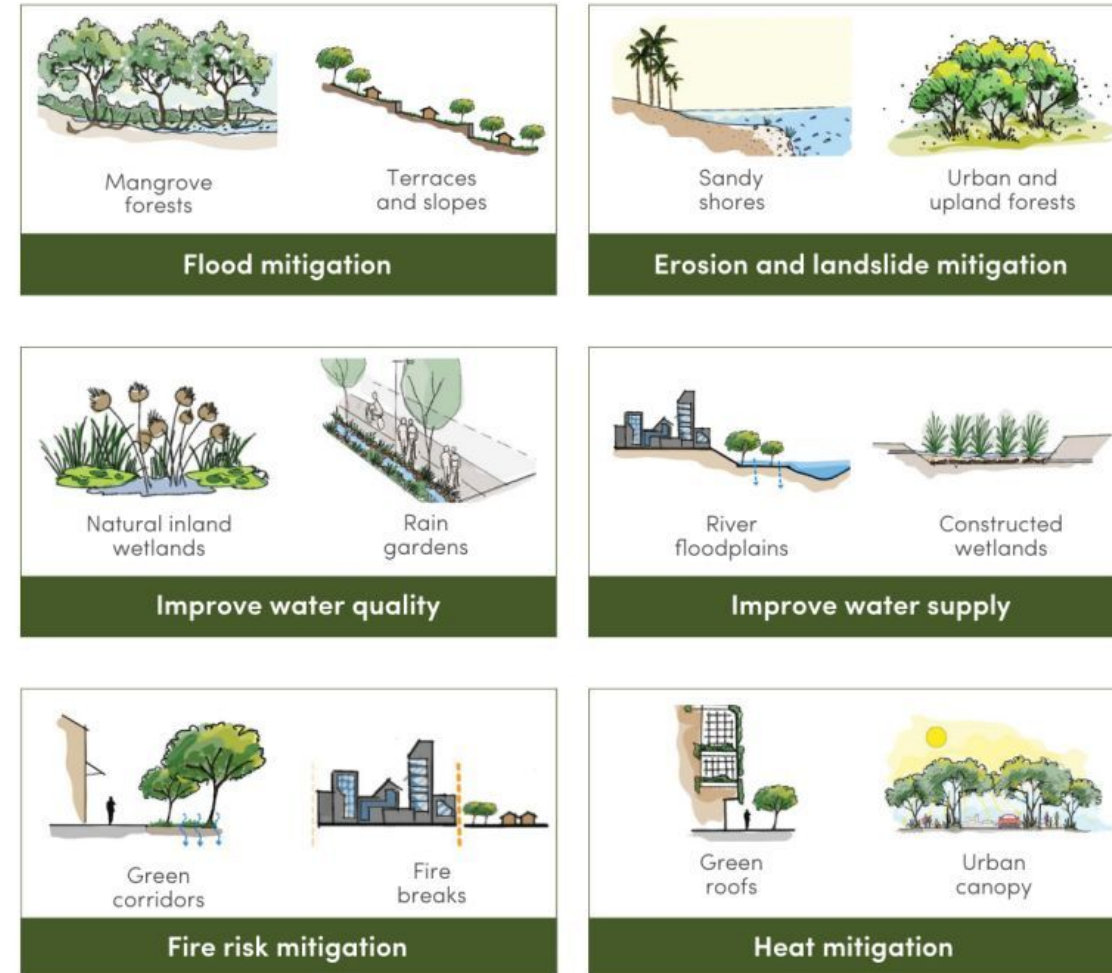 Mangrove
forests
Terraces
and slopes
Flood mitigation
Sandy
shores
Urban and
upland forests
Erosion and landslide mitigation
Natural inland
wetlands
Rain
gardens
Improve water quality
River
floodplains
Constructed
wetlands
Improve water supply
Green
corridors
Fire
breaks
Fire risk mitigation
Green
roofs
Urban
canopy
Heat mitigation